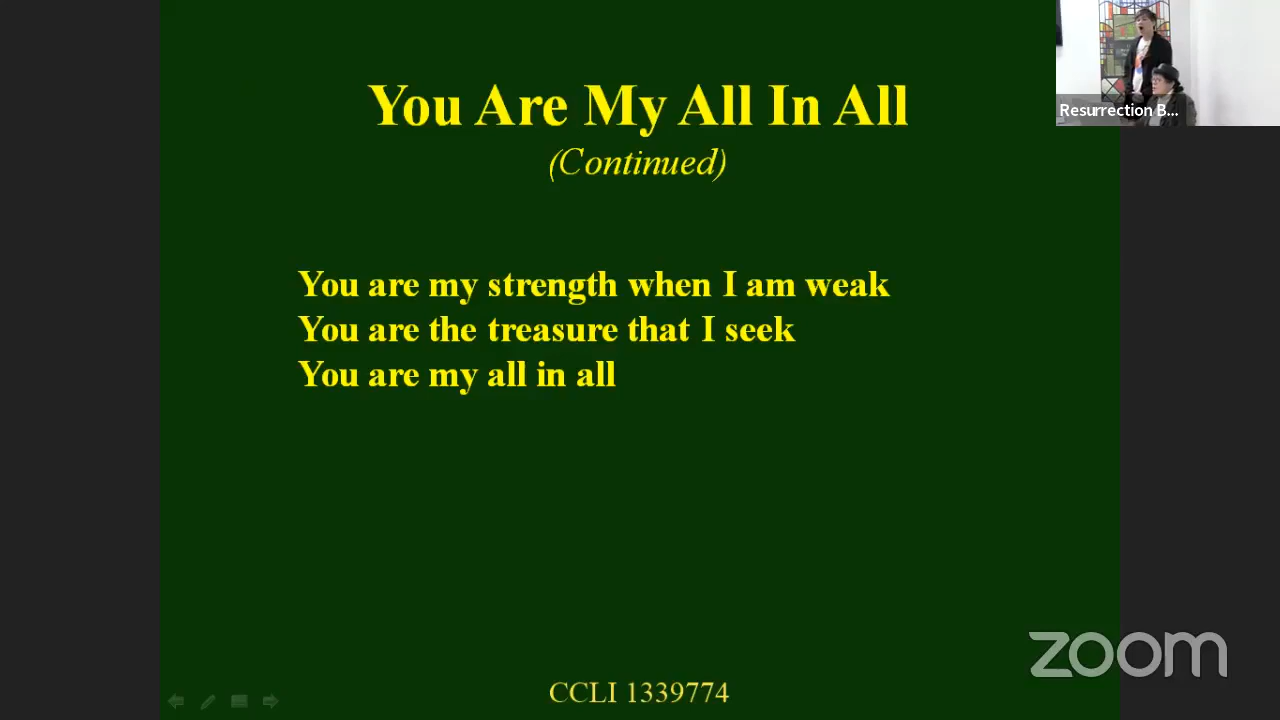 You Are My All In All
(Continued)
Resurrection B...
You are my strength when I am weak
You are the treasure that I seek
You are my all in all
CCLI 1339774
zoom